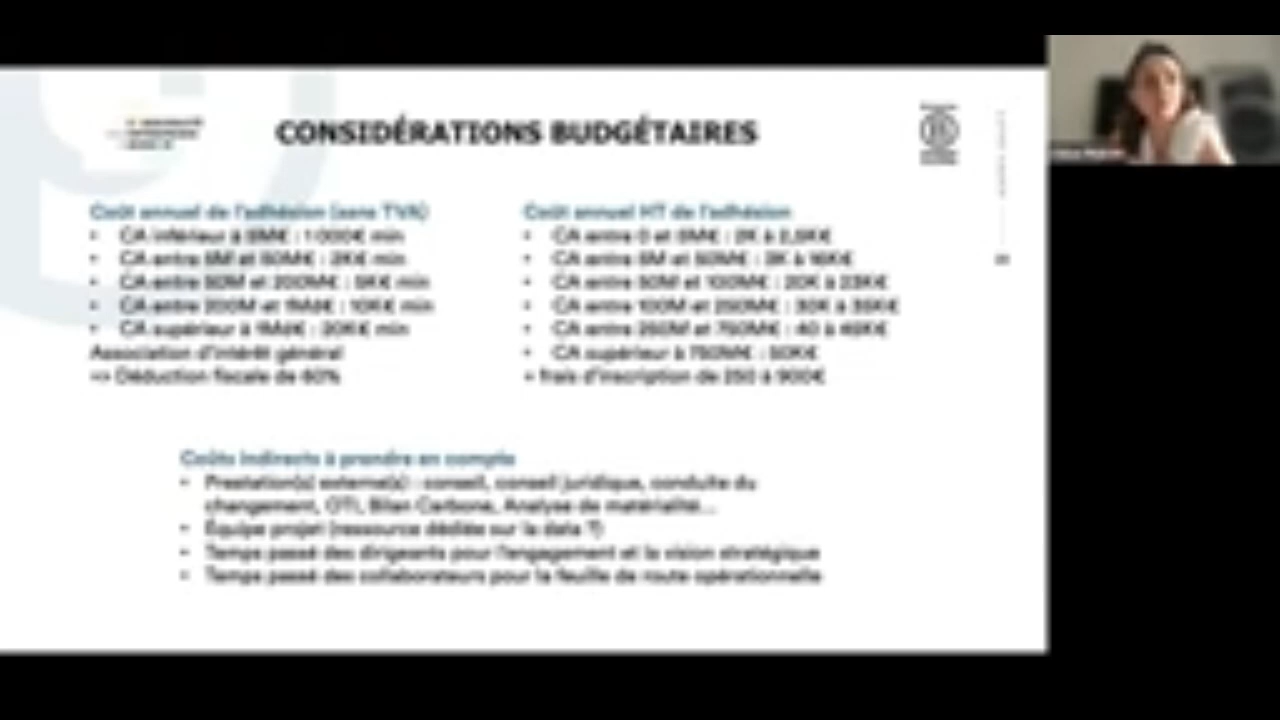 CONSIDÉRATIONS BUDGÉTAIRES
Coût annuel de l'adhésion (sans TVA)
• CA inférieur à 5M€ : 1 000€ min
• CA entre 5M et 50M€ : 2K€ min
• CA entre 50M et 200M€ : 5K€ min
• CA entre 200M et 1Md€ : 10K€ min
• CA supérieur à 1Md€ : 20K€ min
Association d'intérêt général
=> Déduction fiscale de 60%
Coût annuel HT de l'adhésion
• CA entre 0 et 5M€ : 2K à 2,5K€
• CA entre 5M et 50M€ : 3K à 16K€
• CA entre 50M et 100M€ : 20K à 23K€
• CA entre 100M et 250M€ : 30K à 35K€
• CA entre 250M et 750M€ : 40 à 45K€
• CA supérieur à 750M€ : 50K€
+ frais d'inscription de 250 à 900€
Coûts indirects à prendre en compte
• Prestation(s) externe(s) : conseil, conseil juridique, conduite du
changement, OTI, Bilan Carbone, Analyse de matérialité...
• Équipe projet (ressource dédiée sur la data ?)
• Temps passé des dirigeants pour l'engagement et la vision stratégique
• Temps passé des collaborateurs pour la feuille de route opérationnelle